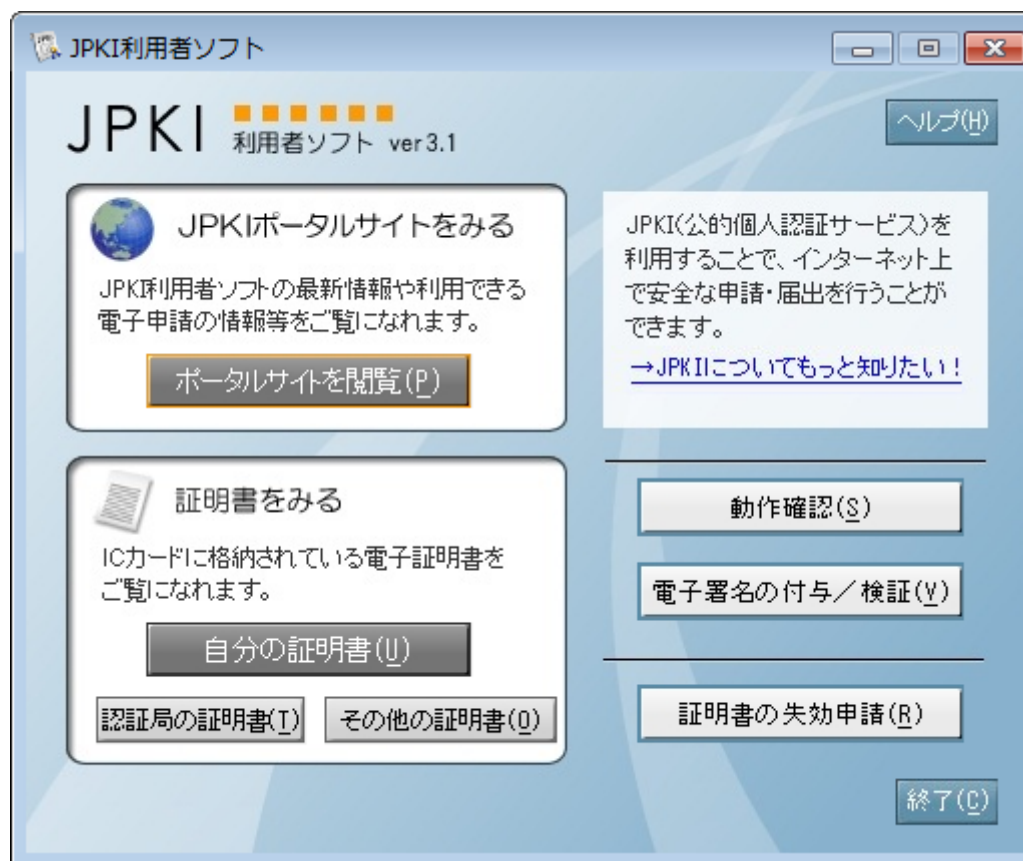 JPKI利用者ソフト
JPKI 利用者ソフト ver3.1
ヘルプ(H)
JPKIポータルサイトをみる
JPKI利用者ソフトの最新情報や利用できる
電子申請の情報等をご覧になれます。
ポータルサイトを閲覧(P)
JPKI(公的個人認証サービス)を
利用することで、インターネット上
で安全な申請・届出を行うことが
できます。
→JPKIについてもっと知りたい!
証明書をみる
ICカードに格納されている電子証明書を
ご覧になれます。
自分の証明書(U)
認証局の証明書(T)
その他の証明書(O)
動作確認(S)
電子署名の付与/検証(V)
証明書の失効申請(R)
終了(C)